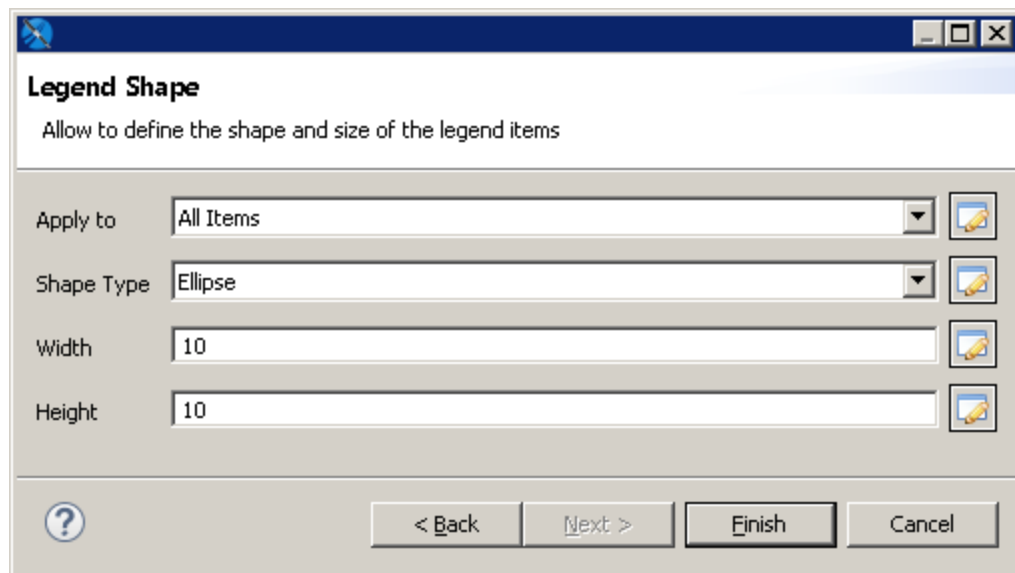 Legend Shape
Allow to define the shape and size of the legend items
Apply to All Items
Shape Type Ellipse
Width 10
Height 10
? < Back Next > Finish Cancel